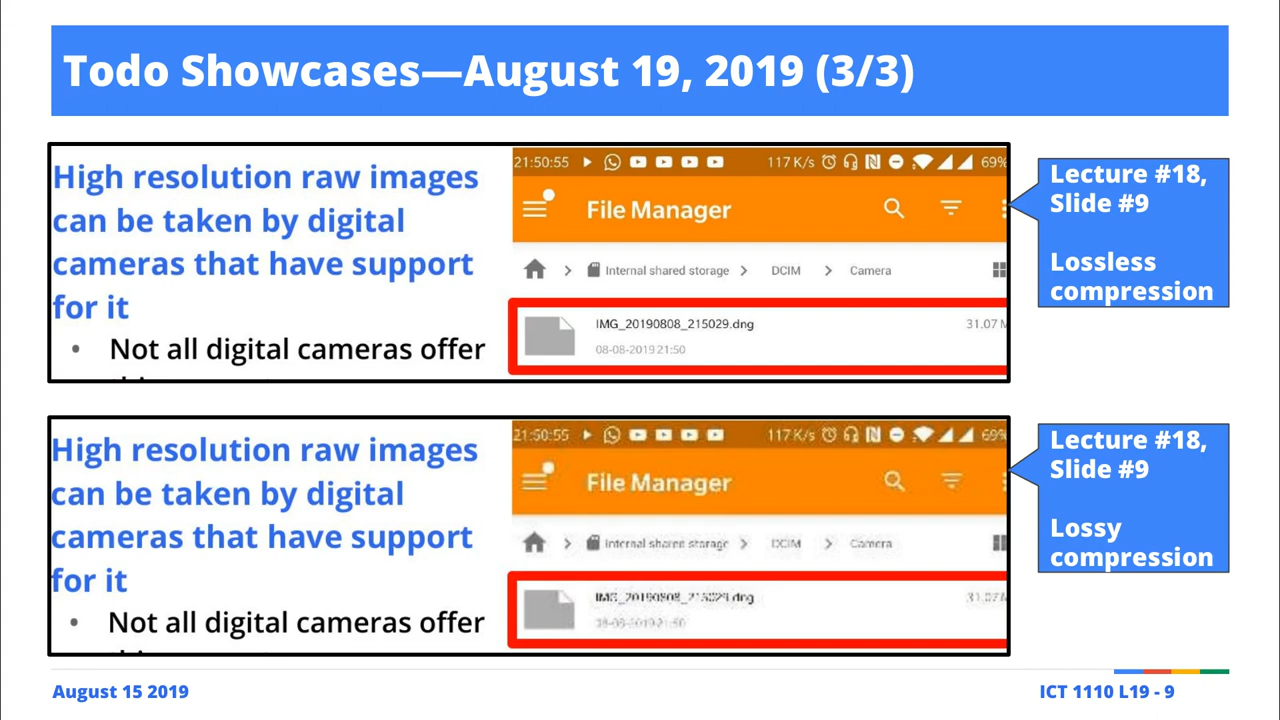 Todo Showcases—August 19, 2019 (3/3)
High resolution raw images
can be taken by digital
cameras that have support
for it
• Not all digital cameras offer
21:50:55 117 K/s 69%
File Manager
Internal shared storage DCIM Camera
IMG_20190808_215029.dng 31.07
08-08-2019 21:50
Lecture #18,
Slide #9
Lossless
compression
High resolution raw images
can be taken by digital
cameras that have support
for it
• Not all digital cameras offer
21:50:55 117 K/s 69%
File Manager
Internal shared storage DCIM Camera
Lecture #18,
Slide #9
Lossy
compression
August 15 2019
ICT 1110 L19 - 9